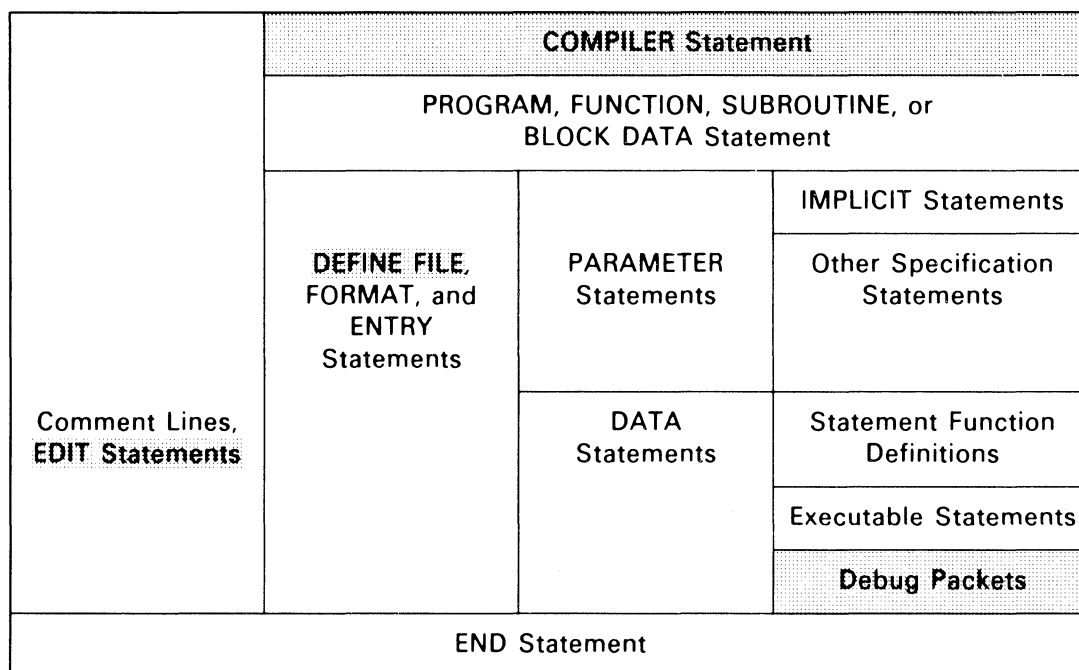 COMPILER Statement
PROGRAM, FUNCTION, SUBROUTINE, or
BLOCK DATA Statement
Comment Lines,
EDIT Statements
DEFINE FILE,
FORMAT, and
ENTRY
Statements
PARAMETER
Statements
DATA
Statements
IMPLICIT Statements
Other Specification
Statements
Statement Function
Definitions
Executable Statements
Debug Packets
END Statement